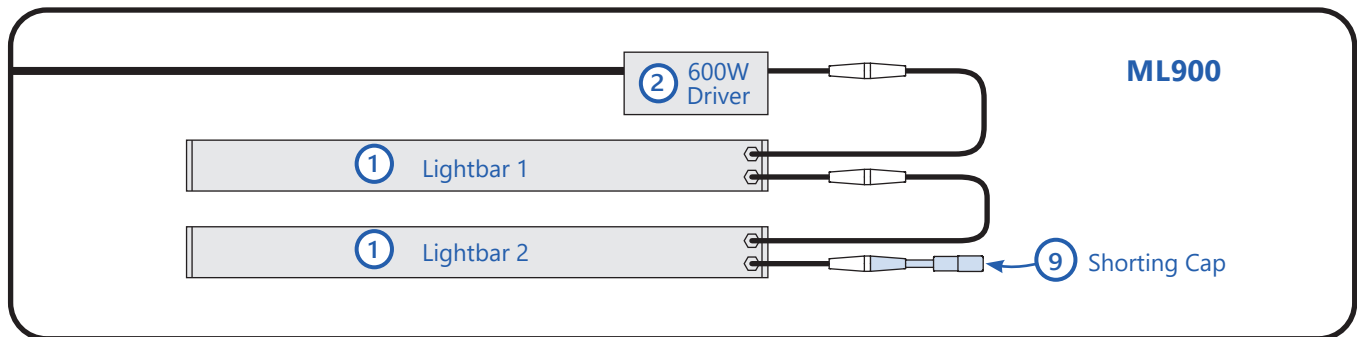 ML900
2 600W
Driver
1 Lightbar 1
1 Lightbar 2
9 Shorting Cap